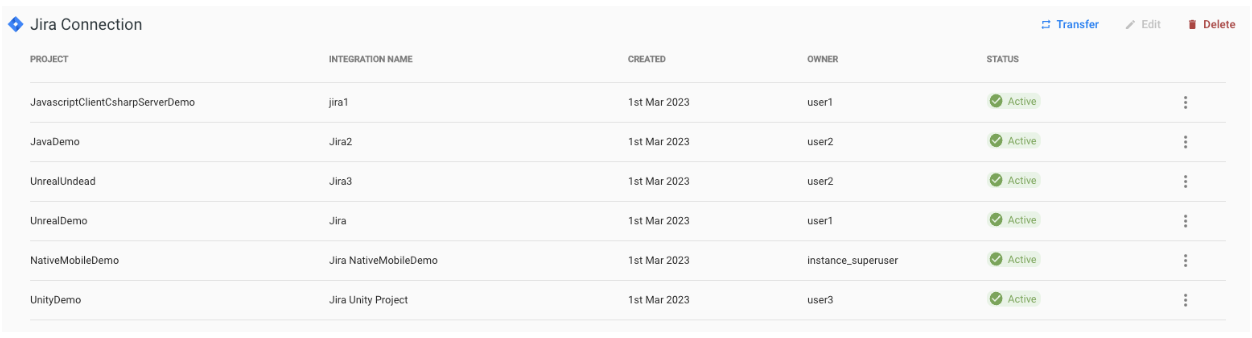 Jira Connection Transfer Edit Delete
PROJECT INTEGRATION NAME CREATED OWNER STATUS
JavascriptClientCsharpServerDemo jira1 1st Mar 2023 user1 Active
JavaDemo Jira2 1st Mar 2023 user2 Active
UnrealUndead Jira3 1st Mar 2023 user2 Active
UnrealDemo Jira 1st Mar 2023 user1 Active
NativeMobileDemo Jira NativeMobileDemo 1st Mar 2023 instance_superuser Active
UnityDemo Jira Unity Project 1st Mar 2023 user3 Active